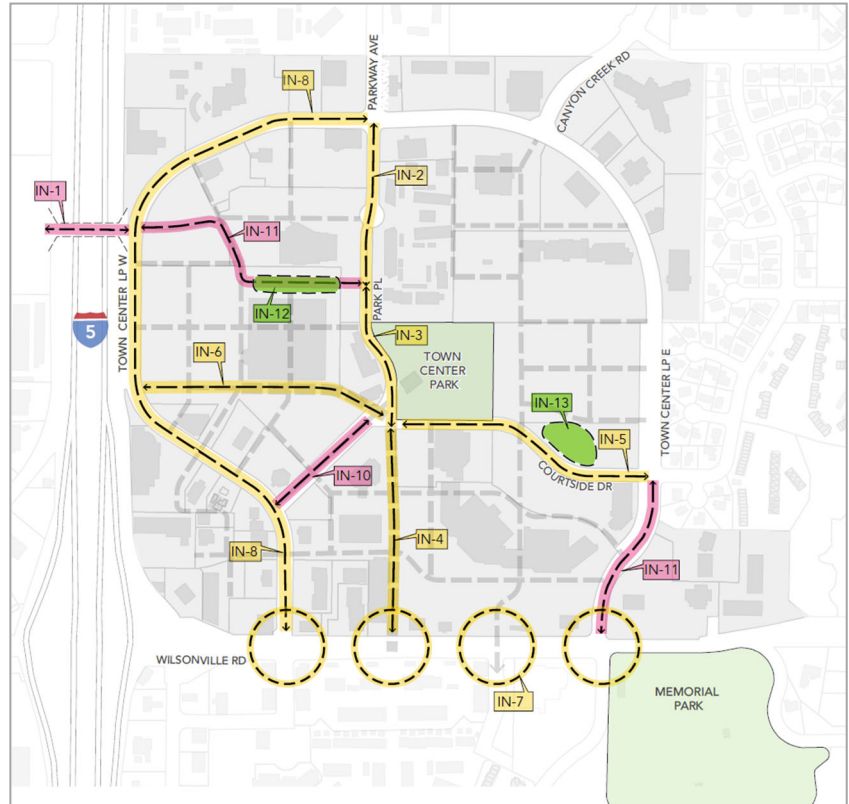 PARKWAY AVE
CANYON CREEK RD
IN-8
IN-2
IN-1
IN-11
TOWN CENTER LP W
IN-12
PARK PL
5
IN-3
IN-6
TOWN
CENTER
PARK
TOWN CENTER LP E
IN-13
IN-5
IN-10
COURTSIDE DR
IN-4
IN-8
IN-11
WILSONVILLE RD
IN-7
MEMORIAL
PARK